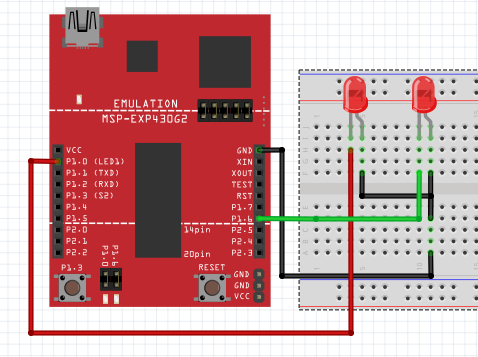 EMULATION
MSP-EXP430G2
VCC
P1.0 (LED1)
P1.1 (TXD)
P1.2 (RXD)
P1.3 (S2)
P1.4
P1.5
P2.0
P2.1
P2.2
GND
XIN
XOUT
TEST
RST
P1.7
P1.6
P2.5
P2.4
P2.3
14pin
20pin
P1.3
P1.0
P1.6
RESET
GND
GND
VCC